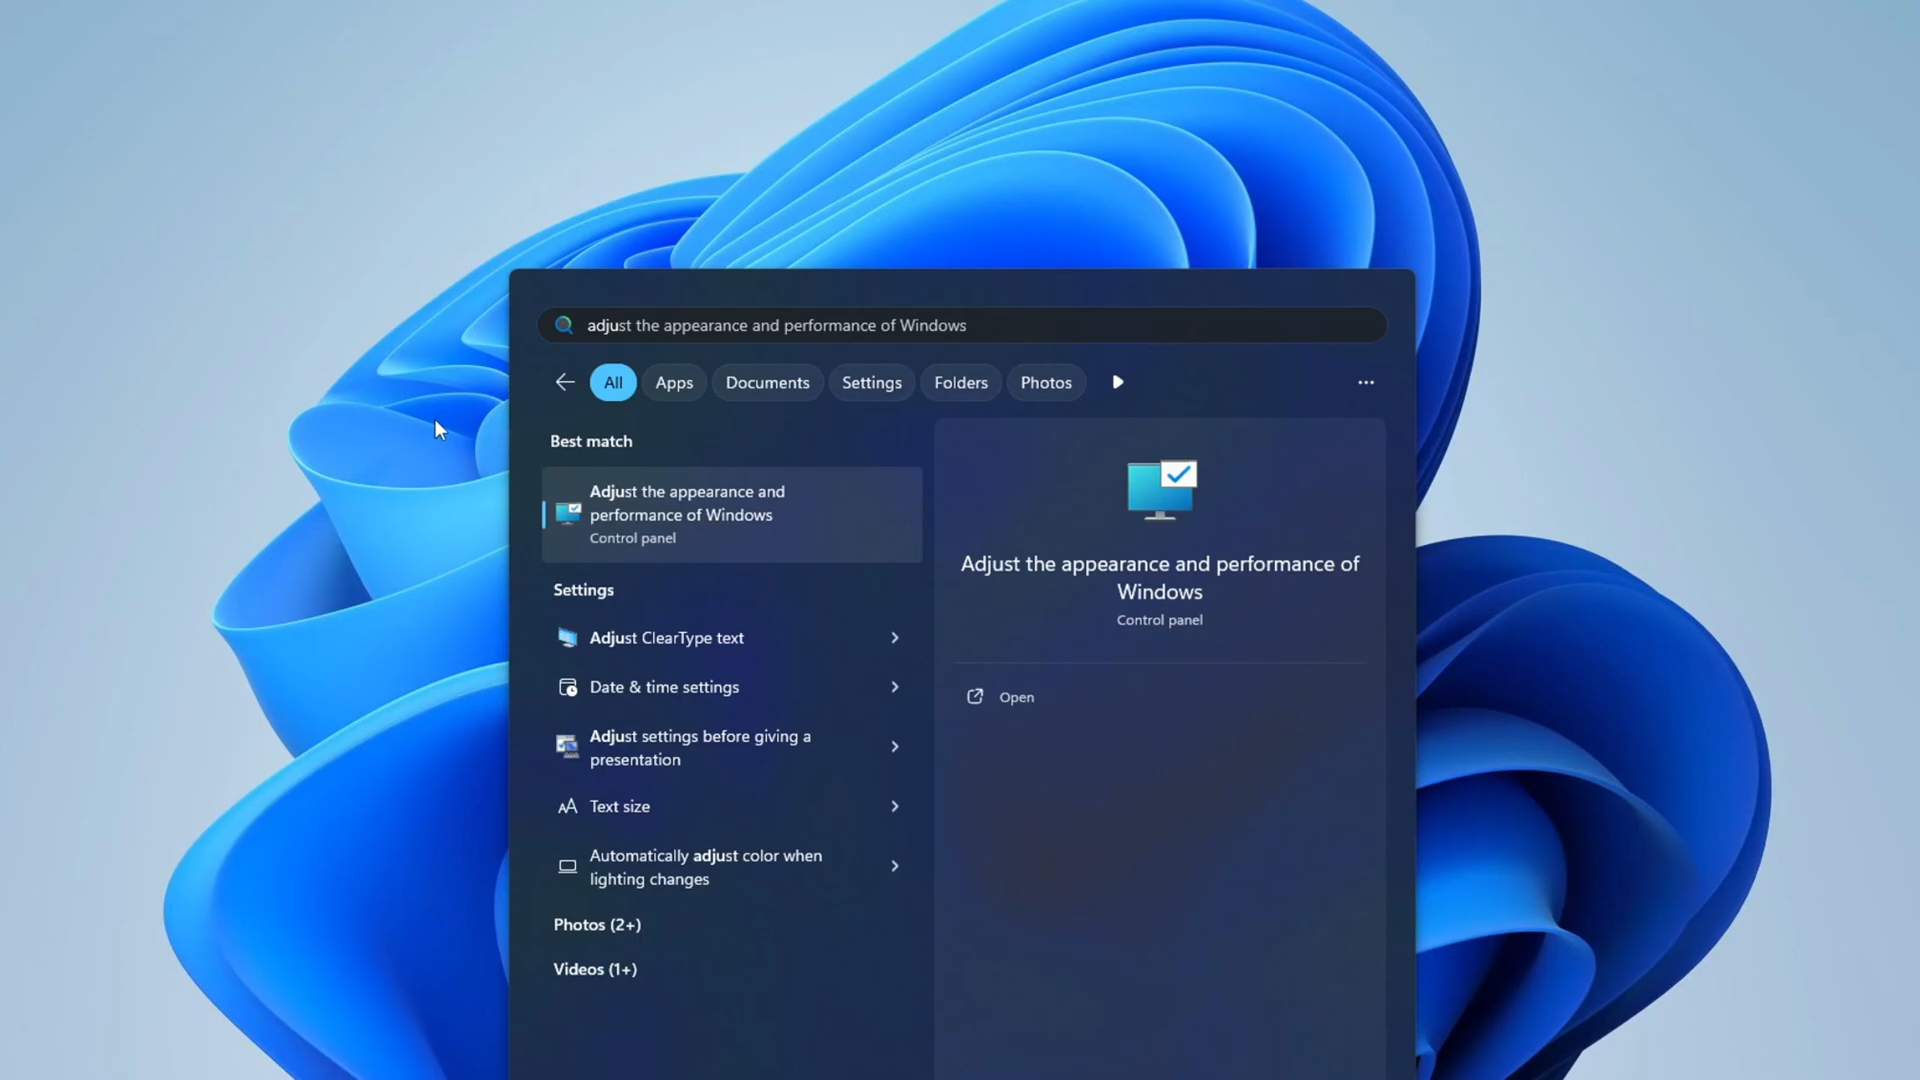 adjust the appearance and performance of Windows
All Apps Documents Settings Folders Photos
Best match
Adjust the appearance and
performance of Windows
Control panel
Settings
Adjust ClearType text
Date & time settings
Adjust settings before giving a
presentation
Text size
Automatically adjust color when
lighting changes
Photos (2+)
Videos (1+)
Adjust the appearance and performance of
Windows
Control panel
Open